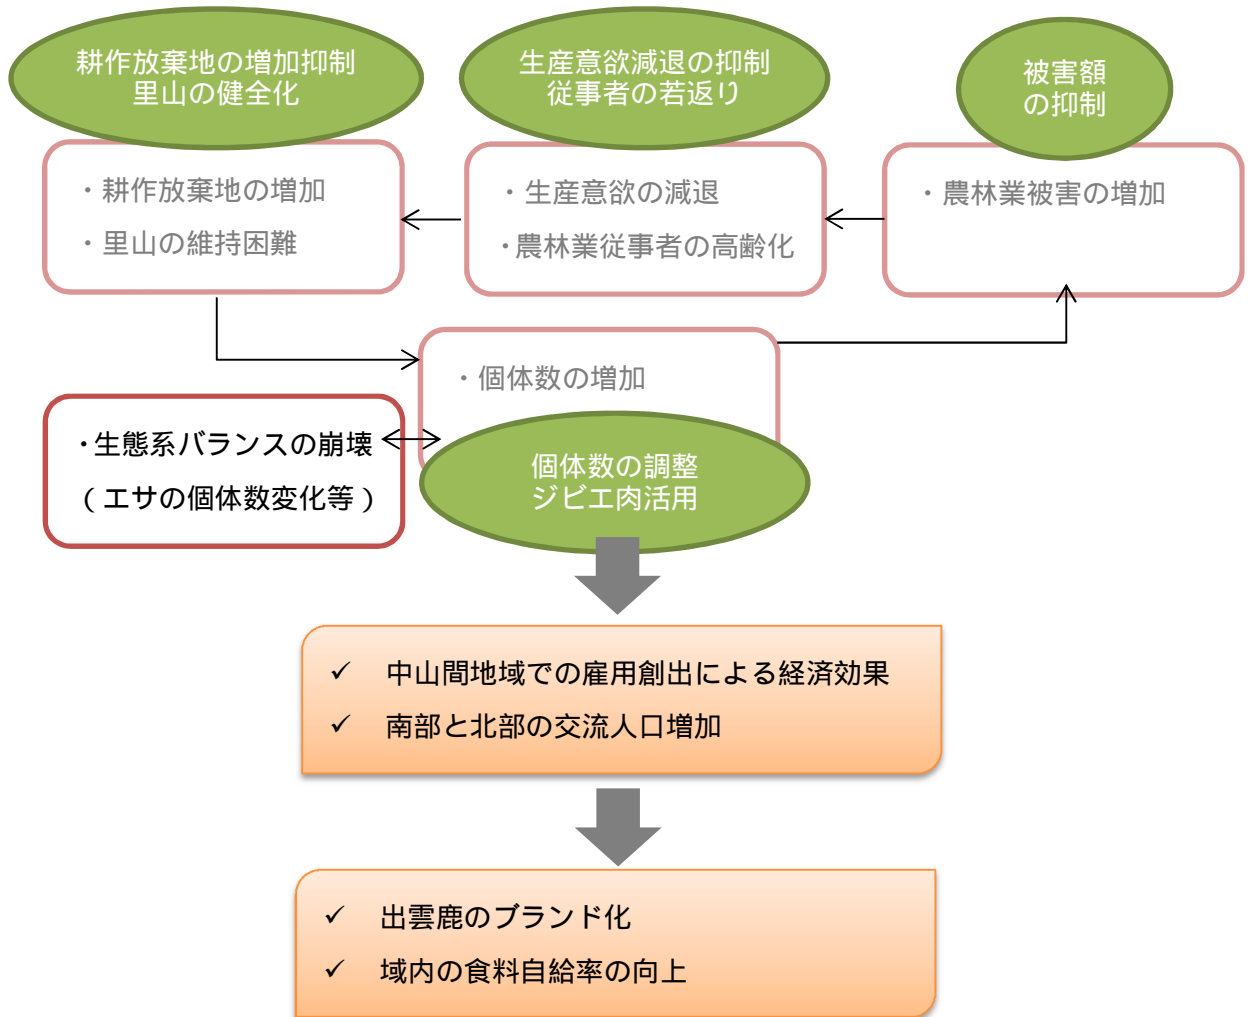 耕作放棄地の増加抑制
里山の健全化
生産意欲減退の抑制
従事者の若返り
被害額
の抑制
・耕作放棄地の増加
・里山の維持困難
・生産意欲の減退
・農林業従事者の高齢化
・農林業被害の増加
・個体数の増加
・生態系バランスの崩壊
（エサの個体数変化等）
個体数の調整
ジビエ肉活用
✓ 中山間地域での雇用創出による経済効果
✓ 南部と北部の交流人口増加
✓ 出雲鹿のブランド化
✓ 域内の食料自給率の向上